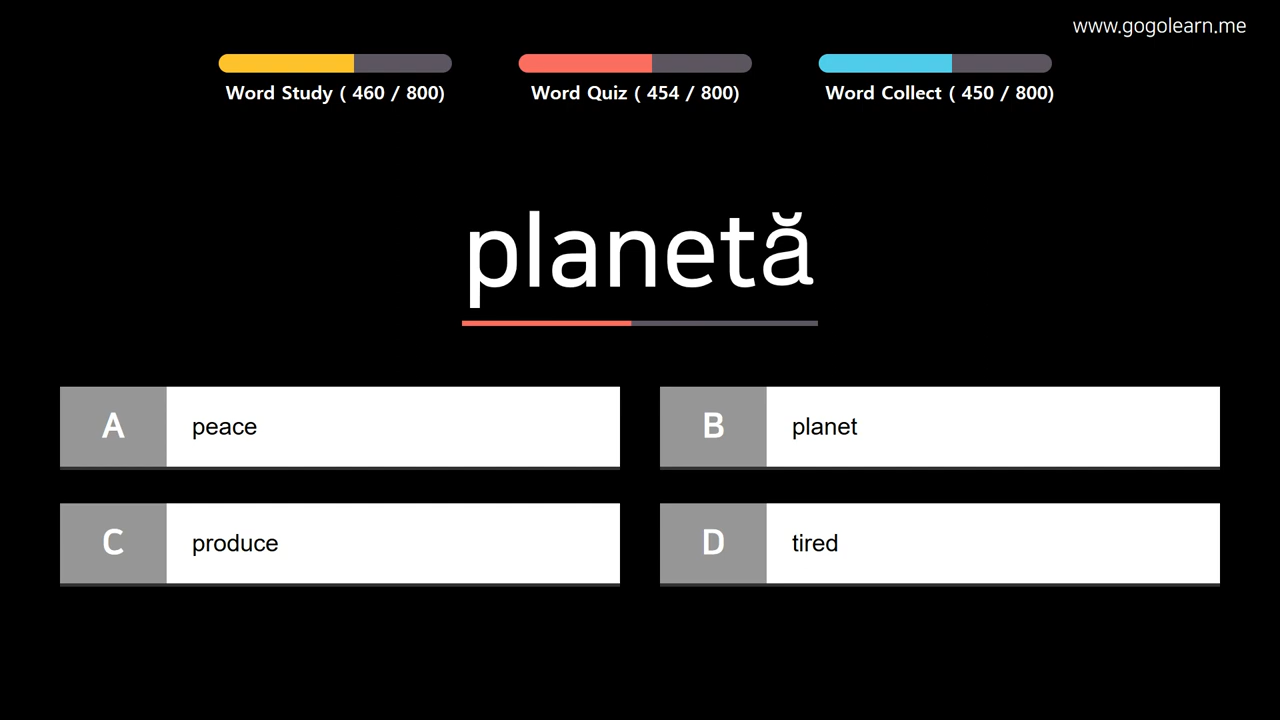 www.gogolearn.me
Word Study ( 460 / 800)
Word Quiz ( 454 / 800)
Word Collect ( 450 / 800)
planetă
A peace
B planet
C produce
D tired